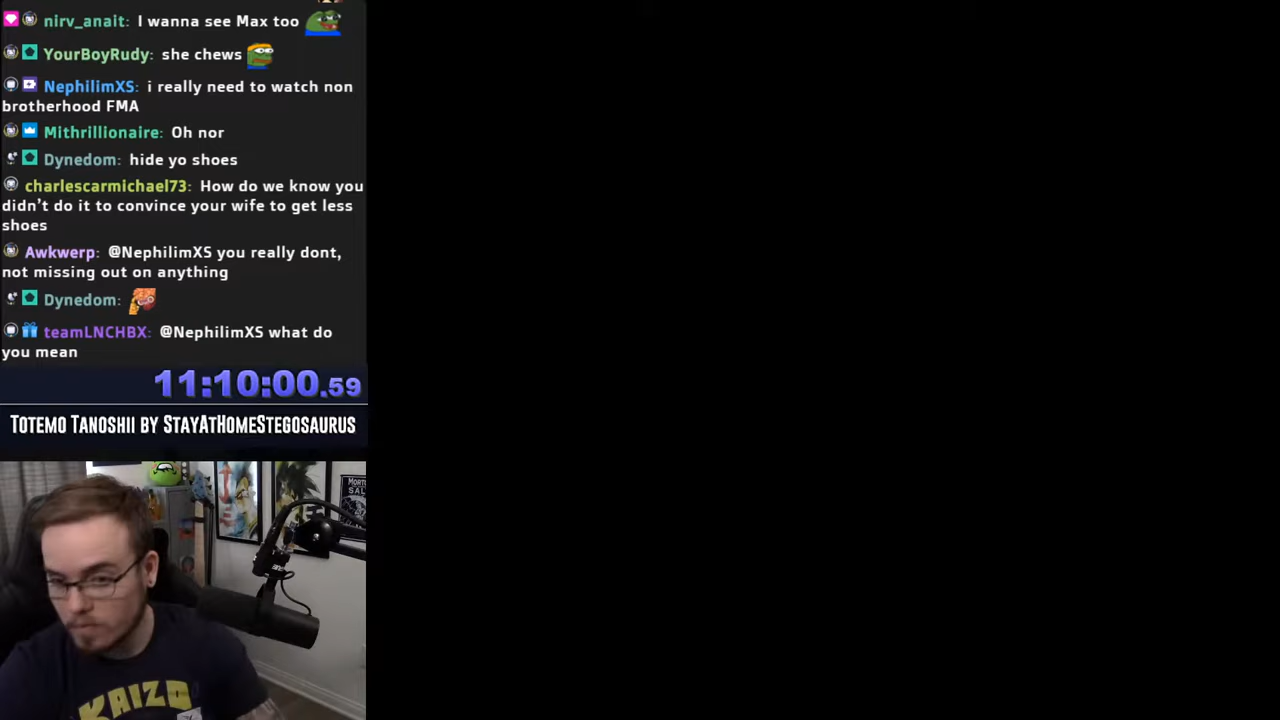 nirv_anait: I wanna see Max too
YourBoyRudy: she chews
NephilimXS: i really need to watch non
brotherhood FMA
Mithrillionaire: Oh nor
Dynedom: hide yo shoes
charlescarmichael73: How do we know you
didn’t do it to convince your wife to get less
shoes
Awkwerp: @NephilimXS you really dont,
not missing out on anything
Dynedom:
teamLNCHBX: @NephilimXS what do
you mean
11:10:00.59
Totemo Tanoshii by StayAtHomeStegosaurus
KAIZO